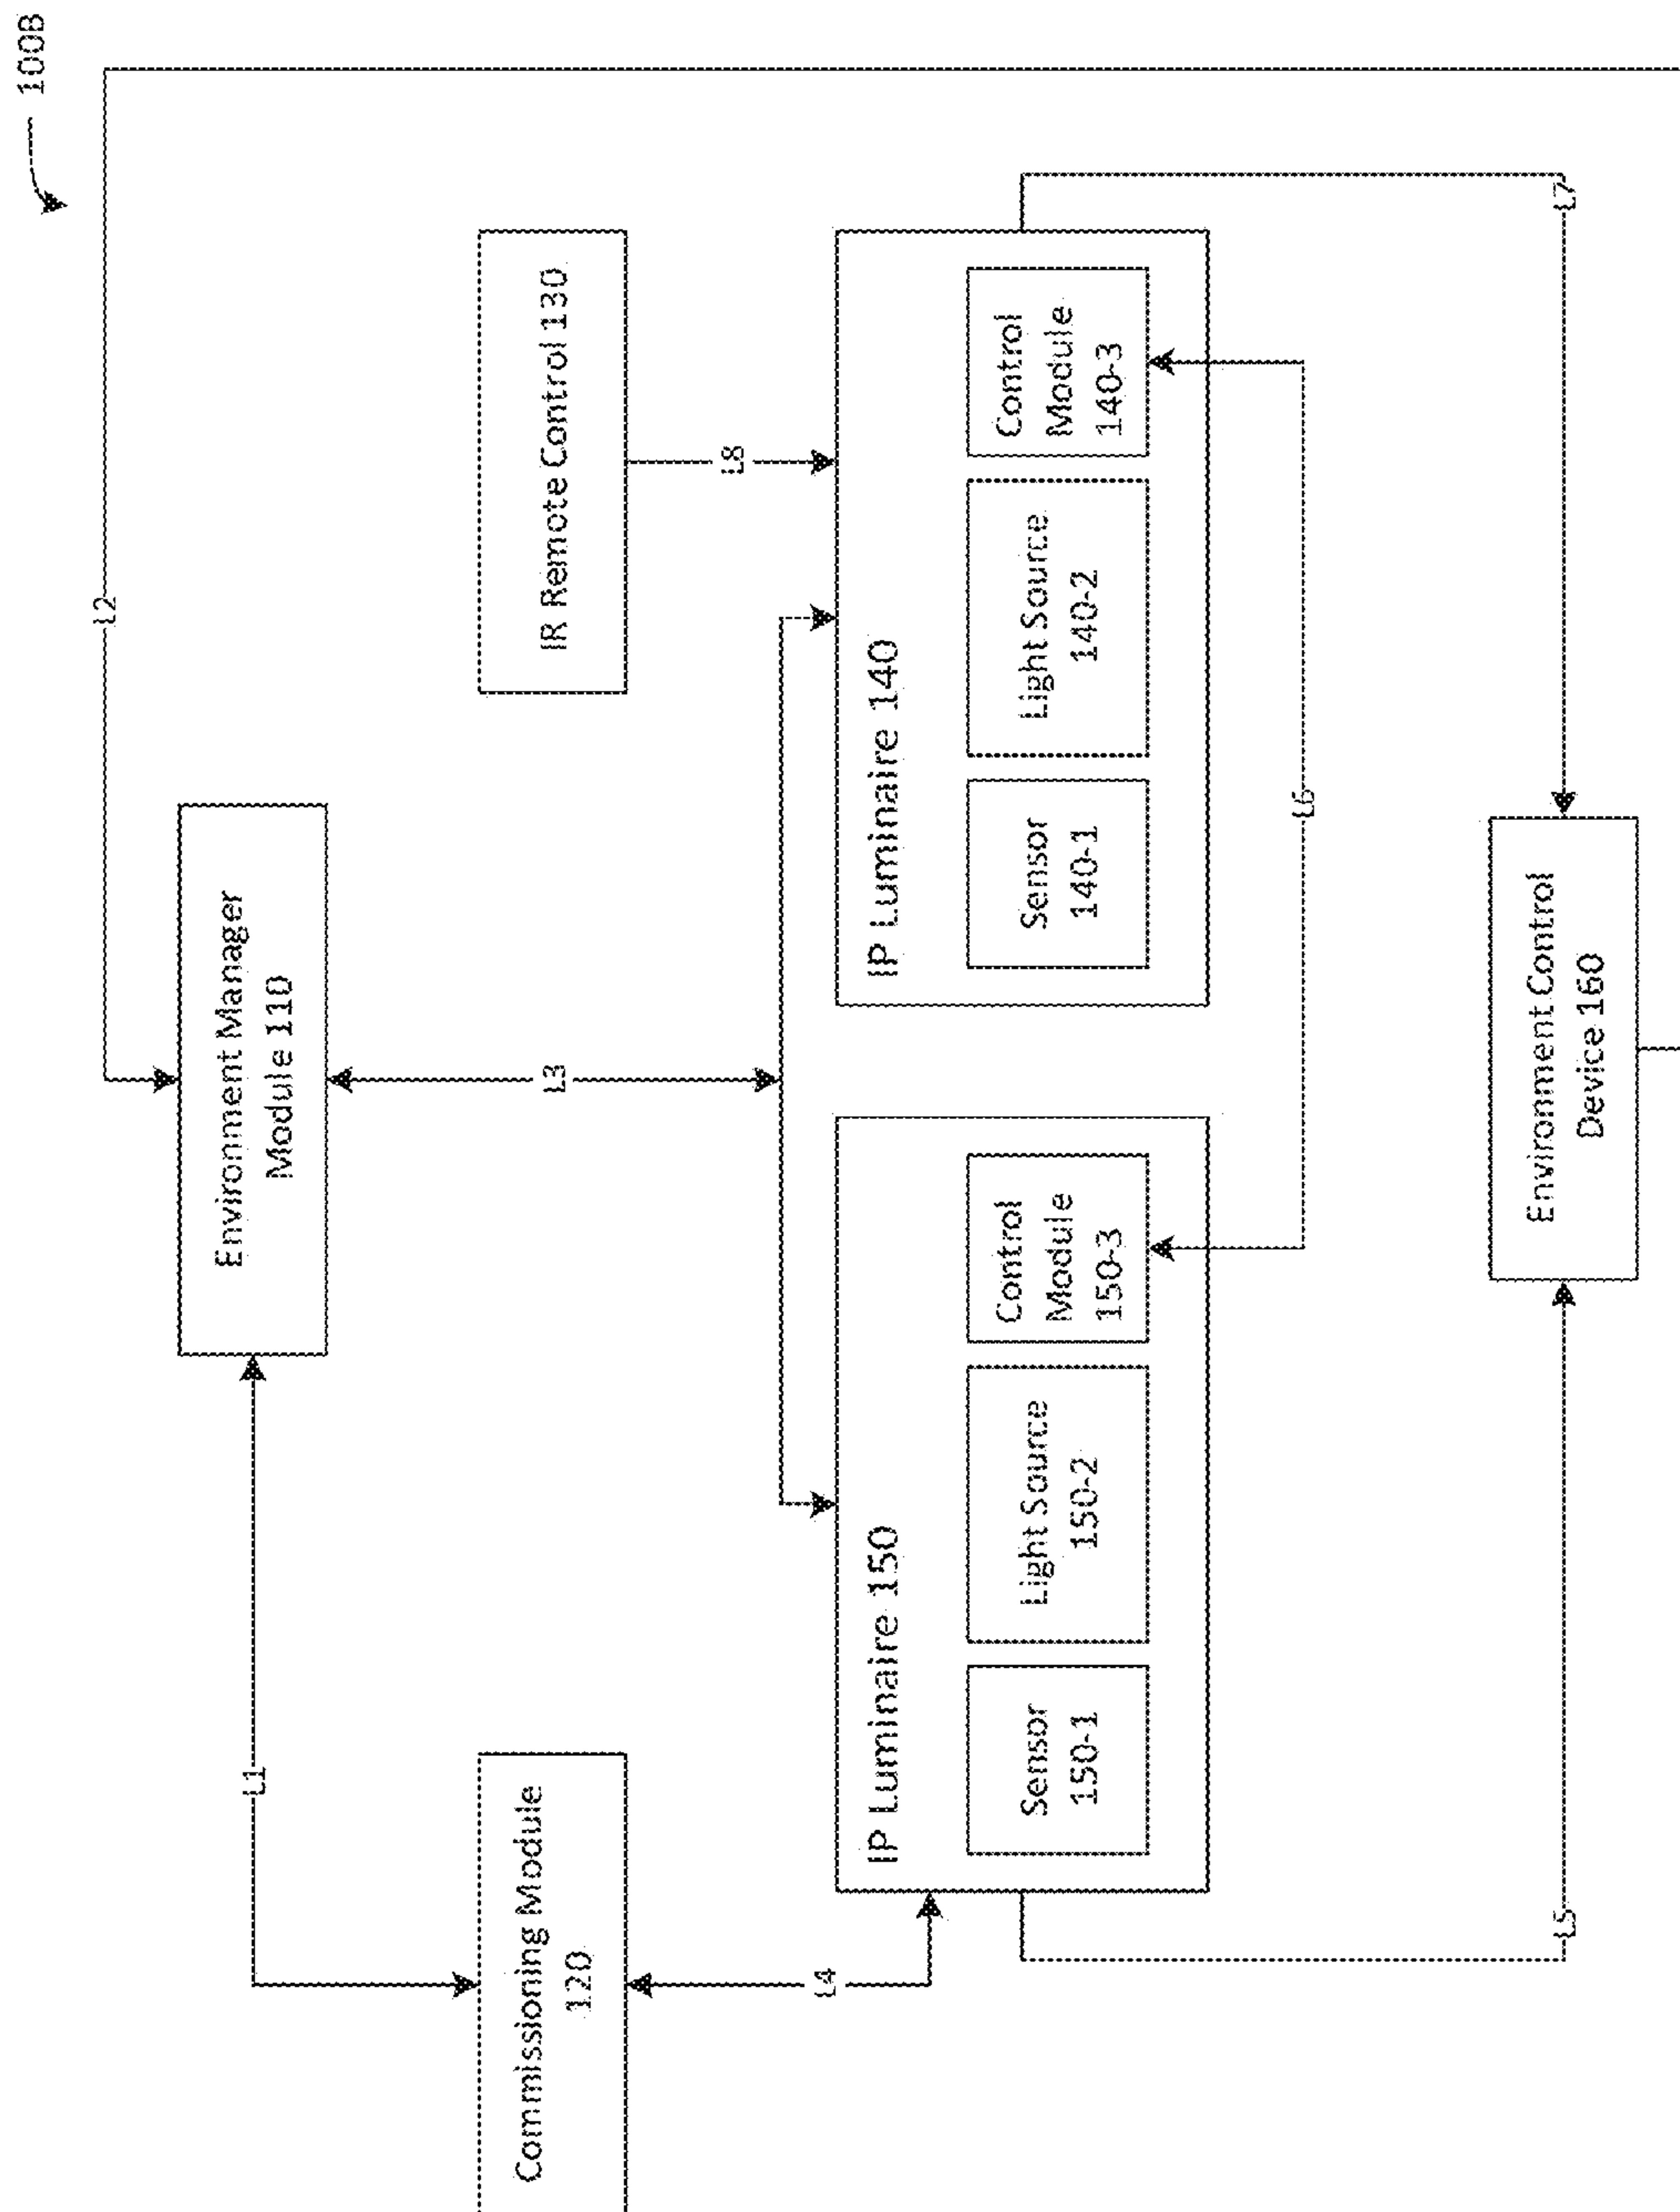 100B
L2
Environment Manager
Module 110
L1
L3
Commissioning Module
120
IR Remote Control 130
L4
L8
IP Luminaire 150
Sensor
150-1
Light Source
150-2
Control
Module
150-3
IP Luminaire 140
Sensor
140-1
Light Source
140-2
Control
Module
140-3
L6
L5
L7
Environment Control
Device 160